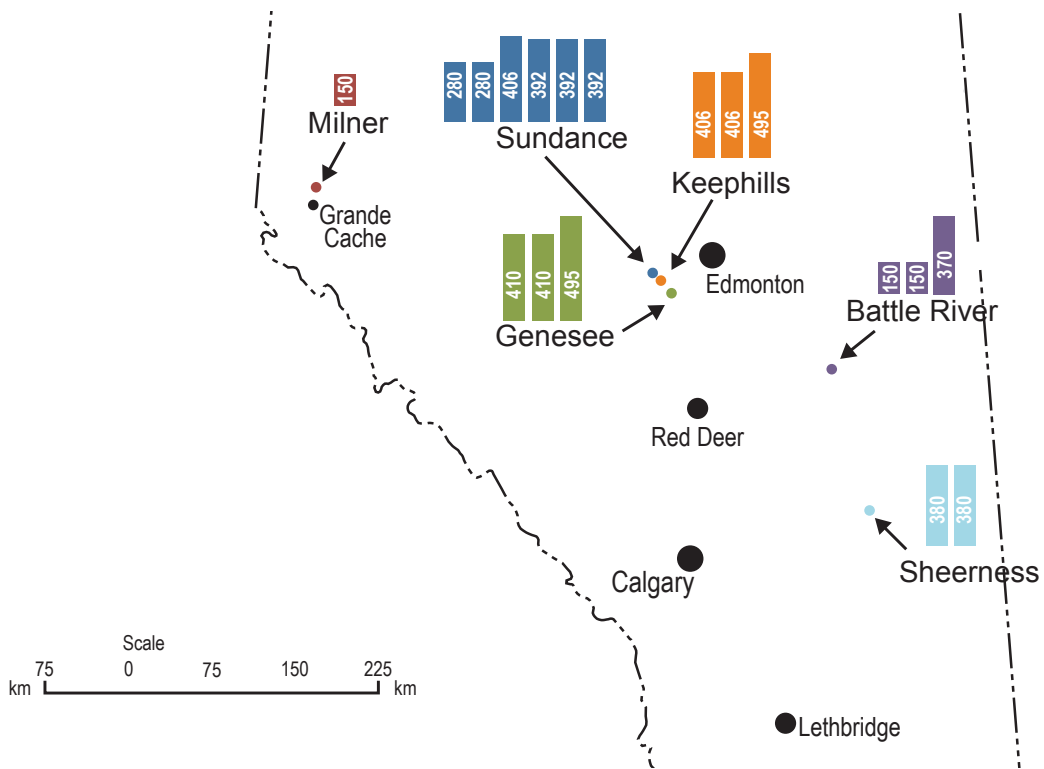 150
Milner
Grande
Cache
280 280 406 392 392 392
Sundance
406 406 495
Keephills
410 410 495
Genesee
Edmonton
150 150 370
Battle River
Red Deer
380 380
Sheerness
Calgary
Scale
75 0 75 150 225
km km
Lethbridge